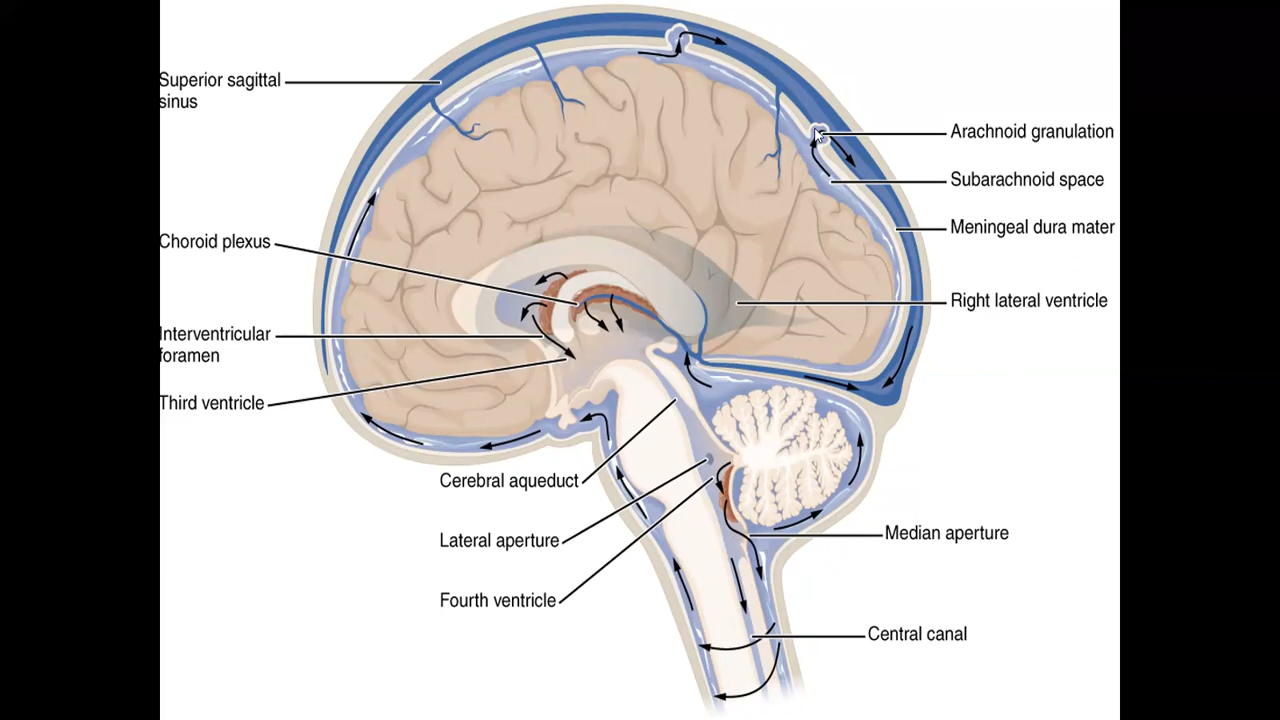 Superior sagittal
sinus
Arachnoid granulation
Subarachnoid space
Meningeal dura mater
Choroid plexus
Right lateral ventricle
Interventricular
foramen
Third ventricle
Cerebral aqueduct
Lateral aperture
Median aperture
Fourth ventricle
Central canal